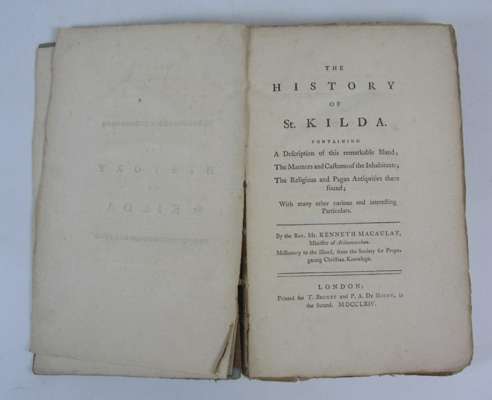 THE
HISTORY
OF
St. KILDA.
CONTAINING
A Description of this remarkable Island;
The Manners and Customs of the Inhabitants;
The Religious and Pagan Antiquities there
found;
With many other curious and interesting
Particulars.
By the Rev. Mr. KENNETH MACAULAY,
Minister of Ardnamurchan,
Missionary to the Island, from the Society for Propa-
gating Christian Knowledge.
LONDON:
Printed for T. BECKET and P. A. DE HONDT, in
the Strand. MDCCLXIV.